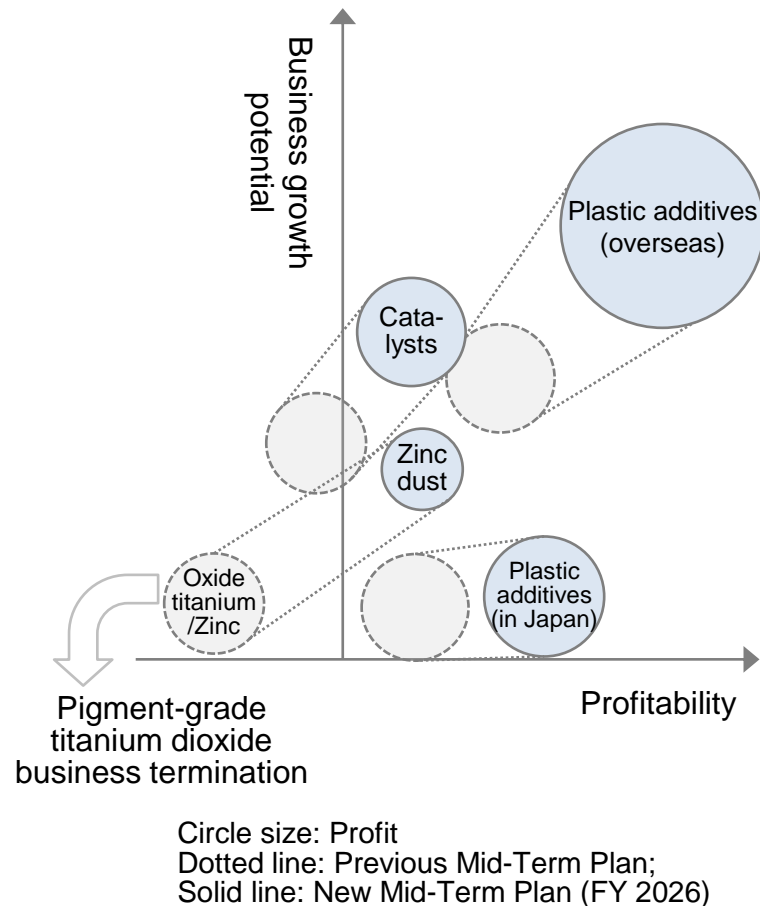 Business growth
potential
Plastic additives
(overseas)
Cata-
lysts
Zinc
dust
Oxide
titanium
/Zinc
Plastic
additives
(in Japan)
Profitability
Pigment-grade
titanium dioxide
business termination
Circle size: Profit
Dotted line: Previous Mid-Term Plan;
Solid line: New Mid-Term Plan (FY 2026)